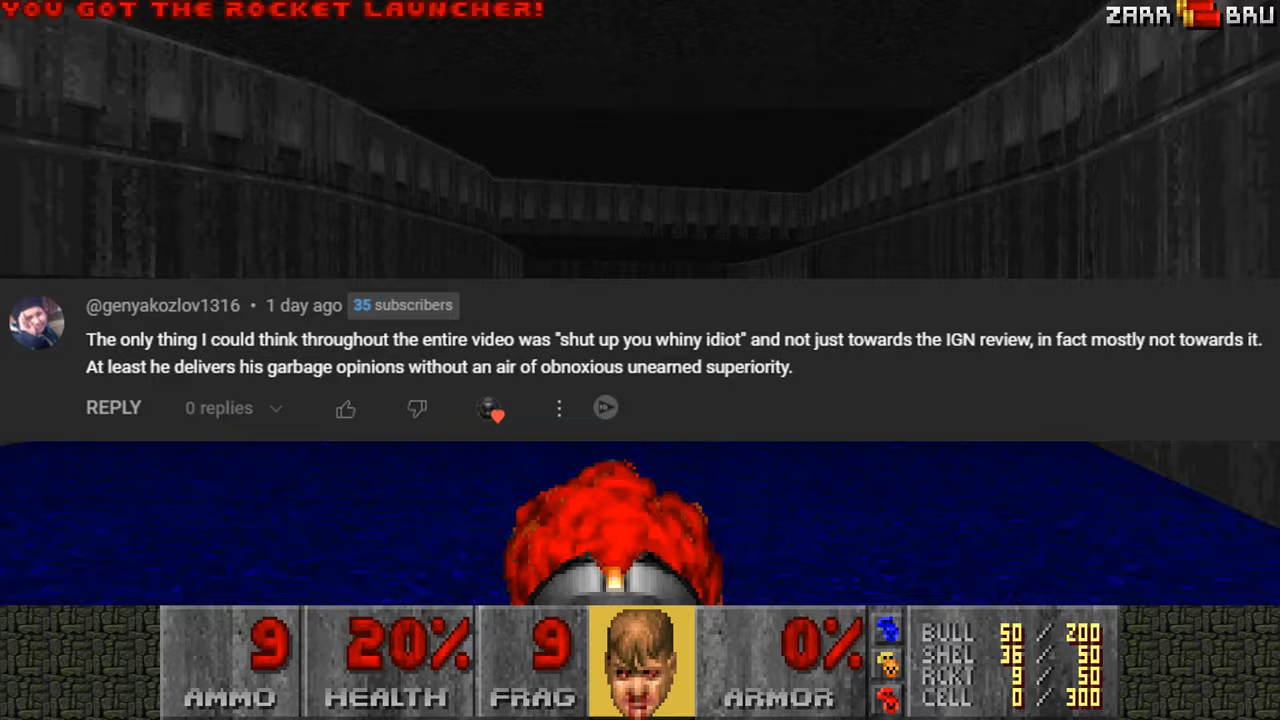 YOU GOT THE ROCKET LAUNCHER!
ZARR BRU
@genyakozlov1316 • 1 day ago 35 subscribers
The only thing I could think throughout the entire video was "shut up you whiny idiot" and not just towards the IGN review, in fact mostly not towards it.
At least he delivers his garbage opinions without an air of obnoxious unearned superiority.
REPLY 0 replies
9 20% 9 0%
AMMO HEALTH FRAG ARMOR
BULL 50 / 200
SHEL 36 / 50
RCKT 9 / 50
CELL 0 / 300